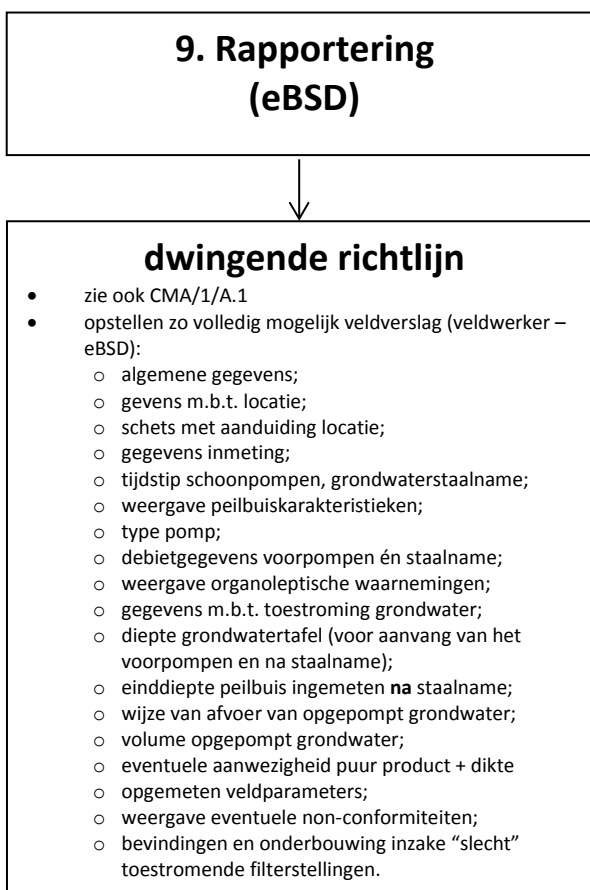 9. Rapportering
(eBSD)
dwingende richtlijn
• zie ook CMA/1/A.1
• opstellen zo volledig mogelijk veldverslag (veldwerker –
eBSD):
o algemene gegevens;
o gevens m.b.t. locatie;
o schets met aanduiding locatie;
o gegevens inmeting;
o tijdstip schoonpompen, grondwaterstaalname;
o weergave peilbuiskarakteristieken;
o type pomp;
o debietgegevens voorpompen én staalname;
o weergave organoleptische waarnemingen;
o gegevens m.b.t. toestroming grondwater;
o diepte grondwatertafel (voor aanvang van het
voorpompen en na staalname);
o einddiepte peilbuis ingemeten na staalname;
o wijze van afvoer van opgepompt grondwater;
o volume opgepompt grondwater;
o eventuele aanwezigheid puur product + dikte
o opgemeten veldparameters;
o weergave eventuele non-conformiteiten;
o bevindingen en onderbouwing inzake “slecht”
toestromende filterstellingen.